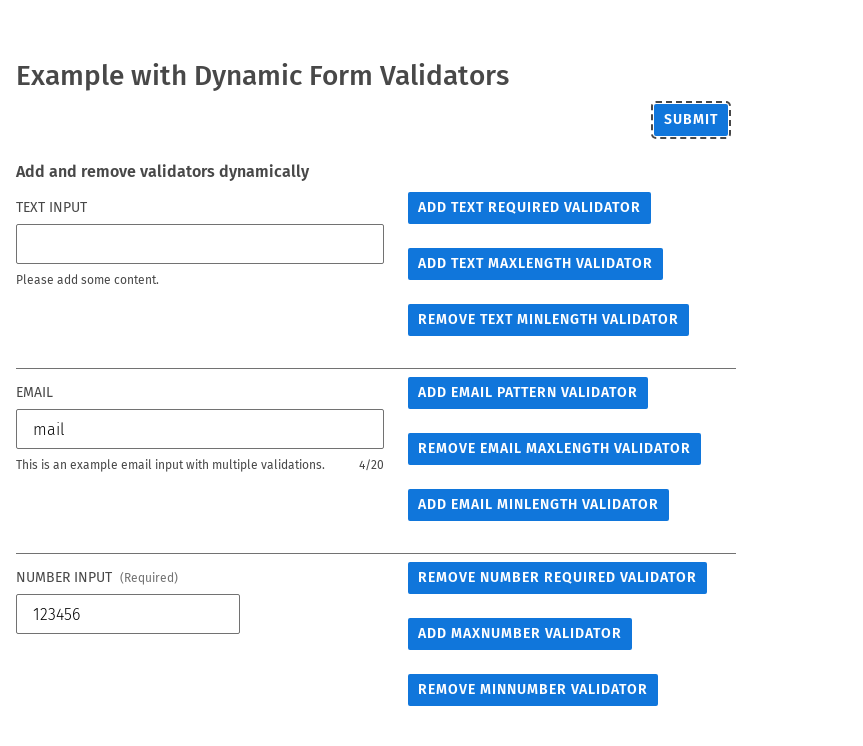 Example with Dynamic Form Validators
SUBMIT
Add and remove validators dynamically
TEXT INPUT
Please add some content.
ADD TEXT REQUIRED VALIDATOR
ADD TEXT MAXLENGTH VALIDATOR
REMOVE TEXT MINLENGTH VALIDATOR
EMAIL
mail
This is an example email input with multiple validations. 4/20
ADD EMAIL PATTERN VALIDATOR
REMOVE EMAIL MAXLENGTH VALIDATOR
ADD EMAIL MINLENGTH VALIDATOR
NUMBER INPUT (Required)
123456
REMOVE NUMBER REQUIRED VALIDATOR
ADD MAXNUMBER VALIDATOR
REMOVE MINNUMBER VALIDATOR